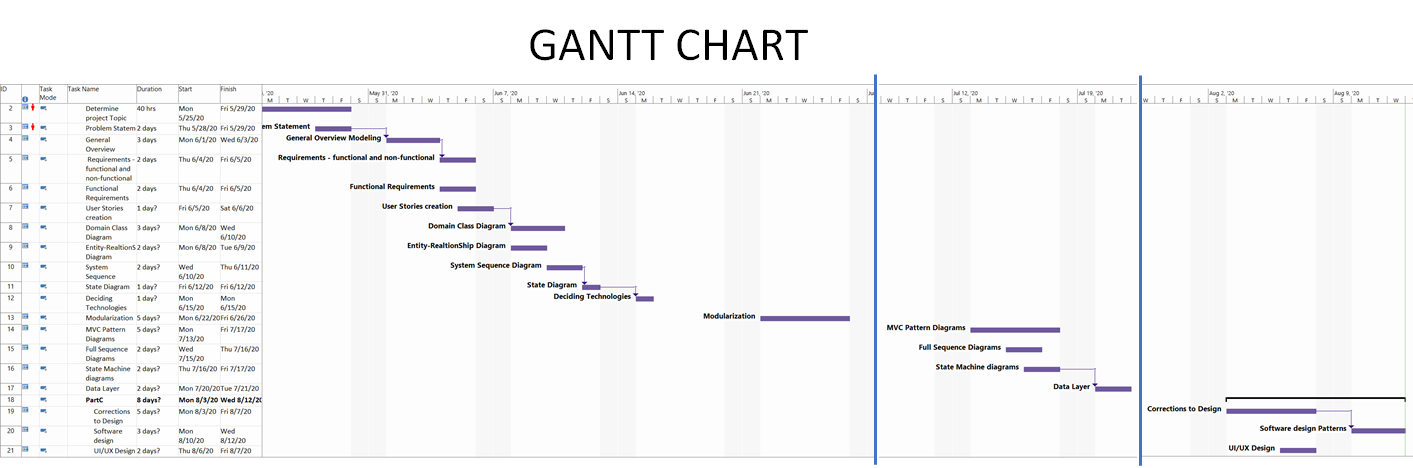 GANTT CHART
ID Task Mode Task Name Duration Start Finish
, '20 May 31, '20 Jun 7, '20 Jun 14, '20 Jun 21, '20 Jul 12, '20 Jul 19, '20 Aug 2, '20 Aug 9, '20
2 Determine project Topic 40 hrs Mon 5/25/20 Fri 5/29/20
3 Problem Statem 2 days Thu 5/28/20 Fri 5/29/20 em Statement
4 General Overview 3 days Mon 6/1/20 Wed 6/3/20 General Overview Modeling
5 Requirements - functional and non-functional 2 days Thu 6/4/20 Fri 6/5/20 Requirements - functional and non-functional
6 Functional Requirements 2 days Thu 6/4/20 Fri 6/5/20 Functional Requirements
7 User Stories creation 1 day? Fri 6/5/20 Sat 6/6/20 User Stories creation
8 Domain Class Diagram 3 days? Mon 6/8/20 Wed 6/10/20 Domain Class Diagram
9 Entity-RealtionS Diagram 2 days? Mon 6/8/20 Tue 6/9/20 Entity-RealtionShip Diagram
10 System Sequence 2 days? Wed 6/10/20 Thu 6/11/20 System Sequence Diagram
11 State Diagram 1 day? Fri 6/12/20 Fri 6/12/20 State Diagram
12 Deciding Technologies 1 day? Mon 6/15/20 Mon 6/15/20 Deciding Technologies
13 Modularization 5 days? Mon 6/22/20 Fri 6/26/20 Modularization
14 MVC Pattern Diagrams 5 days? Mon 7/13/20 Fri 7/17/20 MVC Pattern Diagrams
15 Full Sequence Diagrams 2 days? Wed 7/15/20 Thu 7/16/20 Full Sequence Diagrams
16 State Machine diagrams 2 days? Thu 7/16/20 Fri 7/17/20 State Machine diagrams
17 Data Layer 2 days? Mon 7/20/20 Tue 7/21/20 Data Layer
18 PartC 8 days? Mon 8/3/20 Wed 8/12/20
19 Corrections to Design 5 days? Mon 8/3/20 Fri 8/7/20 Corrections to Design
20 Software design 3 days? Mon 8/10/20 Wed 8/12/20 Software design Patterns
21 UI/UX Design 2 days? Thu 8/6/20 Fri 8/7/20 UI/UX Design